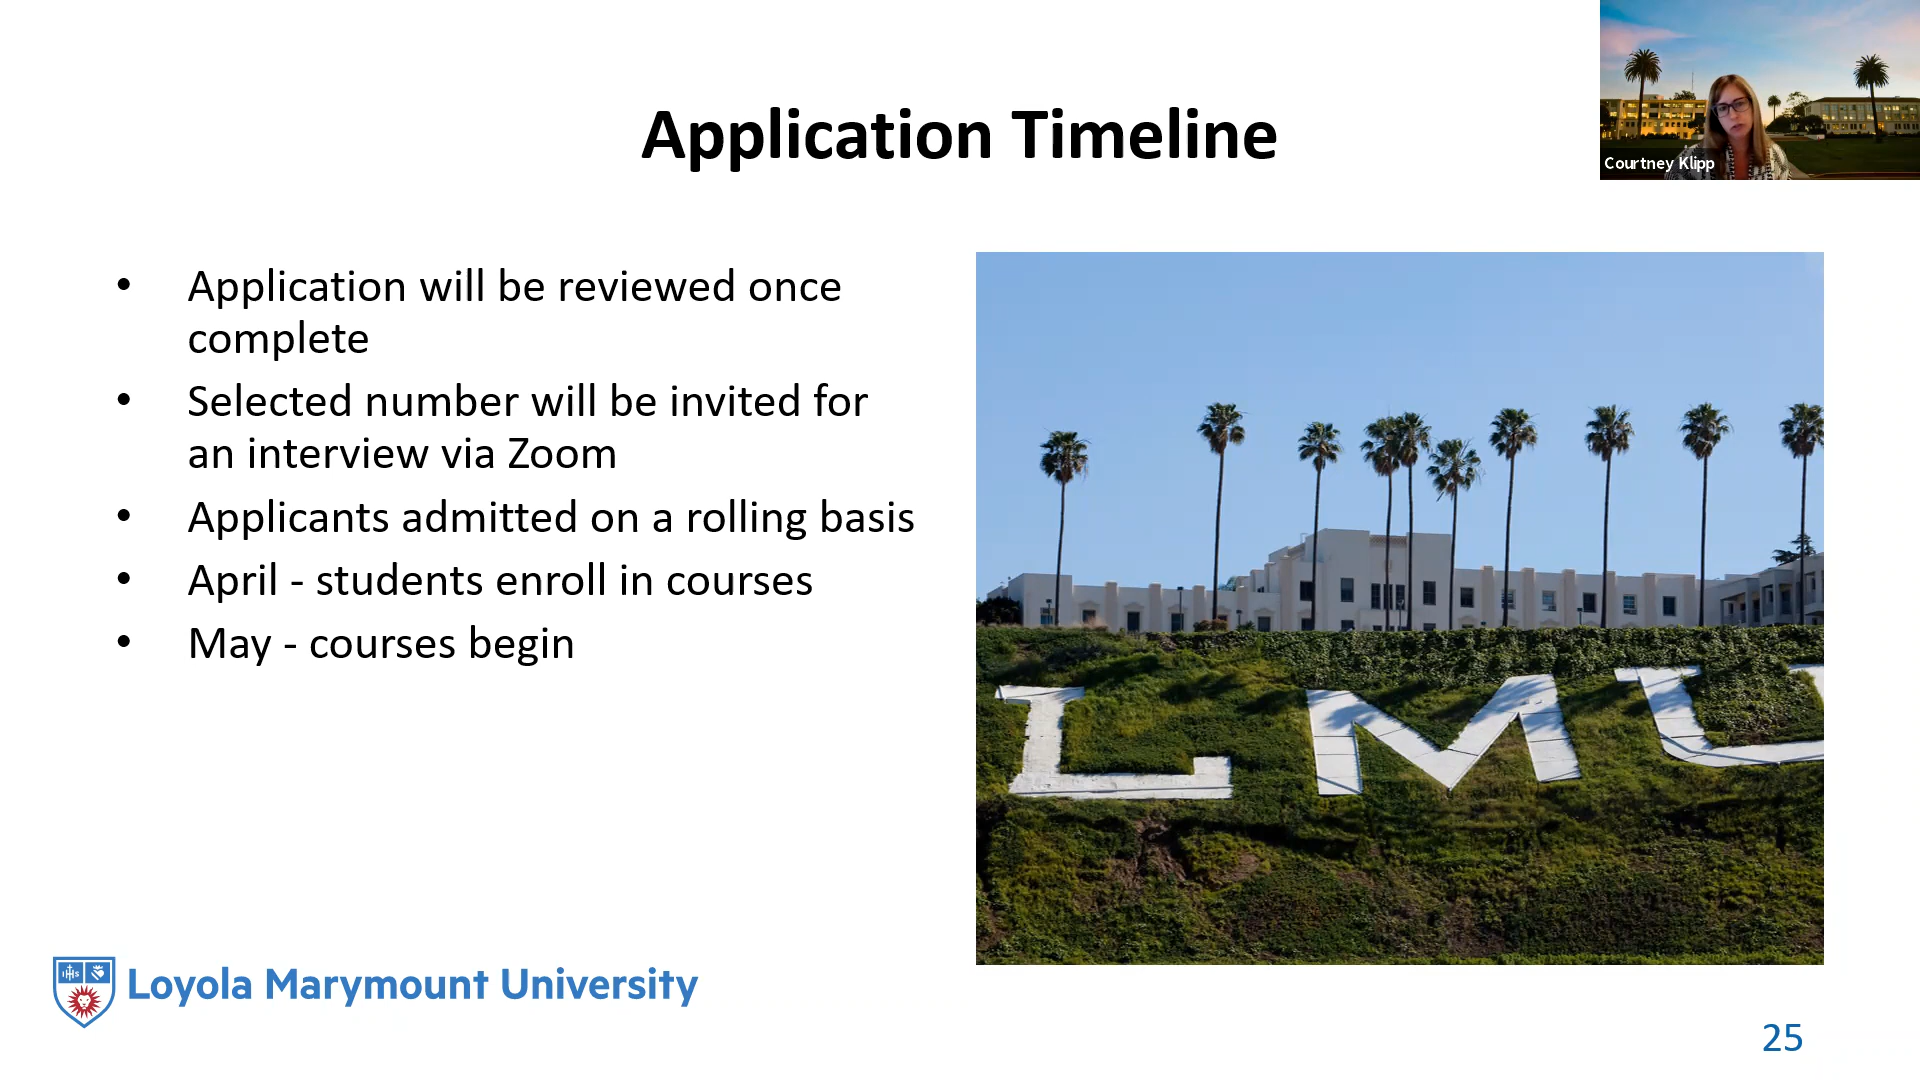 Application Timeline
Courtney Klipp
• Application will be reviewed once
complete
• Selected number will be invited for
an interview via Zoom
• Applicants admitted on a rolling basis
• April - students enroll in courses
• May - courses begin
LMU
IHS
Loyola Marymount University
25